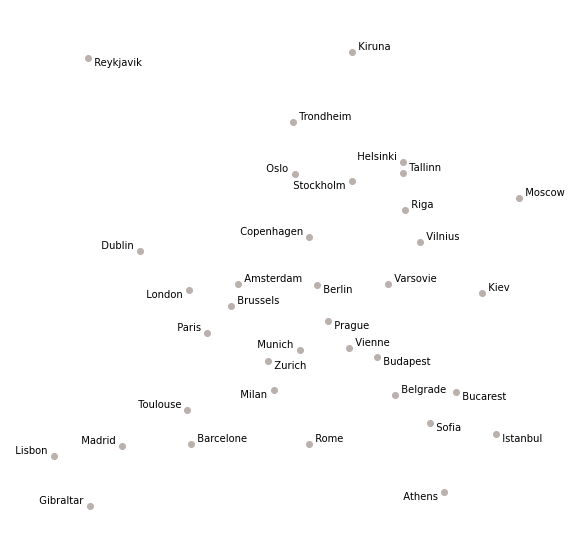 Kiruna
Reykjavik
Trondheim
Helsinki
Tallinn
Oslo
Stockholm
Moscow
Riga
Copenhagen
Vilnius
Dublin
Amsterdam
Varsovie
Berlin
Kiev
London
Brussels
Paris
Prague
Munich
Vienne
Budapest
Zurich
Milan
Belgrade
Bucarest
Toulouse
Sofia
Madrid
Barcelone
Rome
Istanbul
Lisbon
Athens
Gibraltar